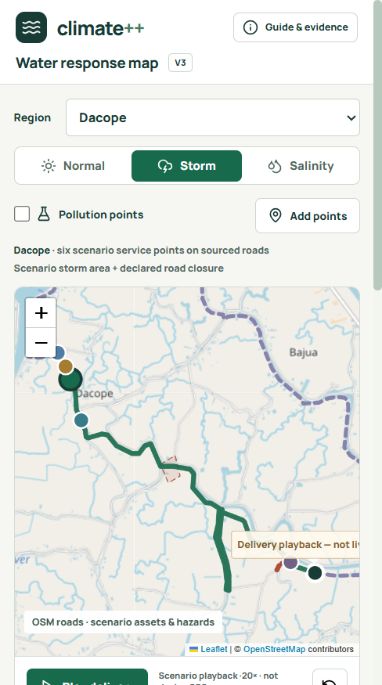 climate++
Guide & evidence
Water response map V3
Region Dacope
Normal Storm Salinity
Pollution points
Add points
Dacope · six scenario service points on sourced roads
Scenario storm area + declared road closure
+
−
Bajua
Dacope
Delivery playback — not
OSM roads · scenario assets & hazards
Leaflet | © OpenStreetMap contributors
Scenario playback · 20× · not